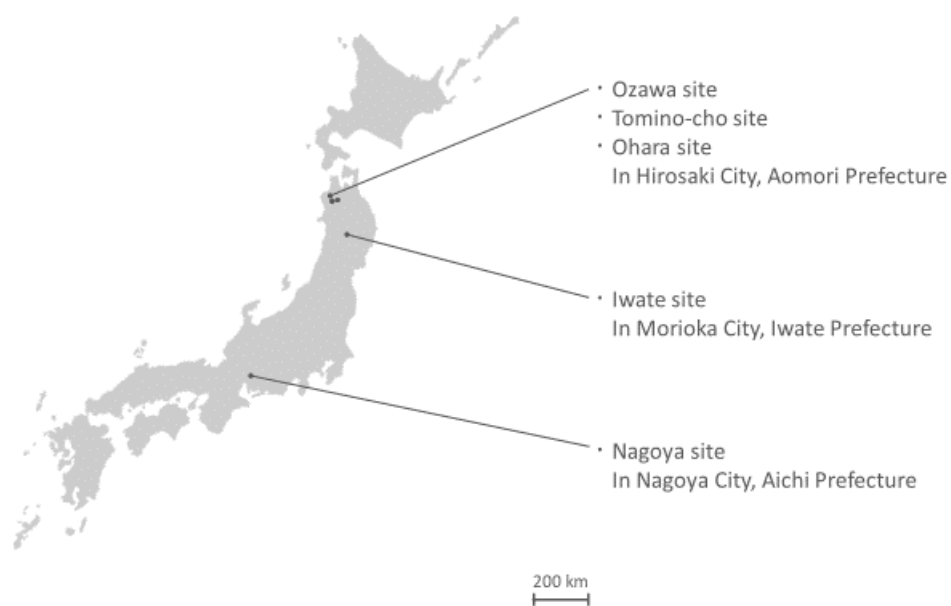 ・ Ozawa site
・ Tomino-cho site
・ Ohara site
In Hirosaki City, Aomori Prefecture
・ Iwate site
In Morioka City, Iwate Prefecture
・ Nagoya site
In Nagoya City, Aichi Prefecture
200 km